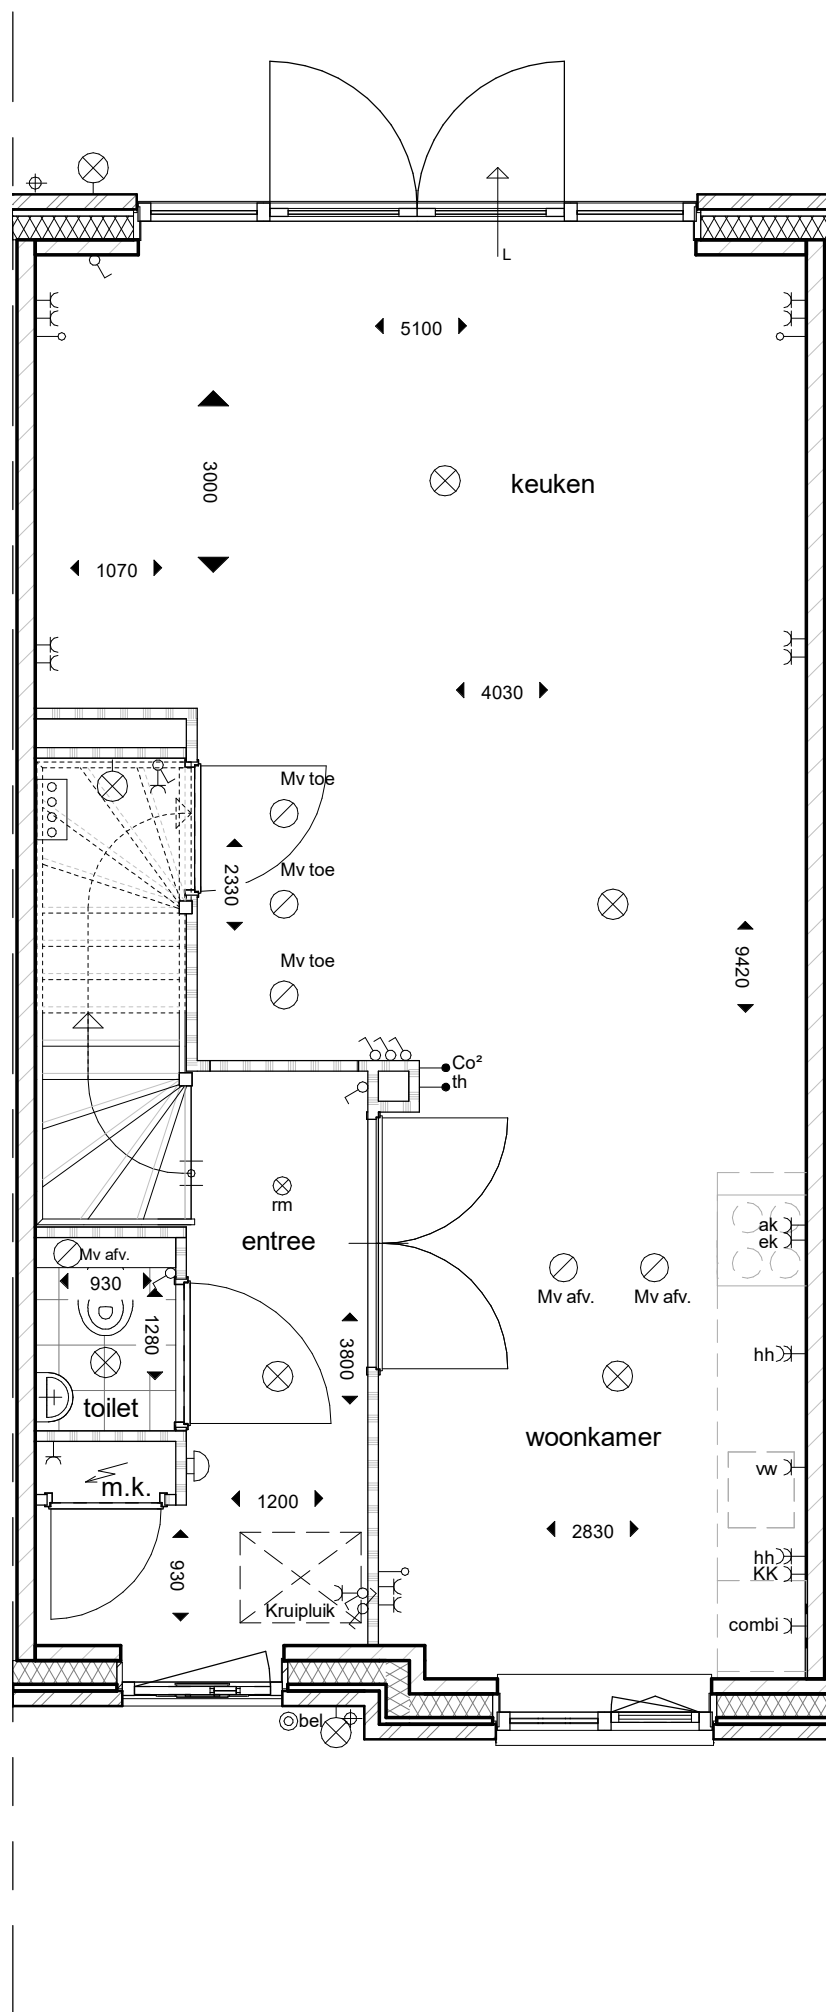 L
5100
3000
keuken
1070
4030
Mv toe
2330
Mv toe
9420
Mv toe
Co²
th
rm
ak
entree
ek
Mv afv.
930
Mv afv.
Mv afv.
1280
3800
hh
toilet
woonkamer
vw
m.k.
1200
2830
hh
930
KK
Kruipluik
combi
bel